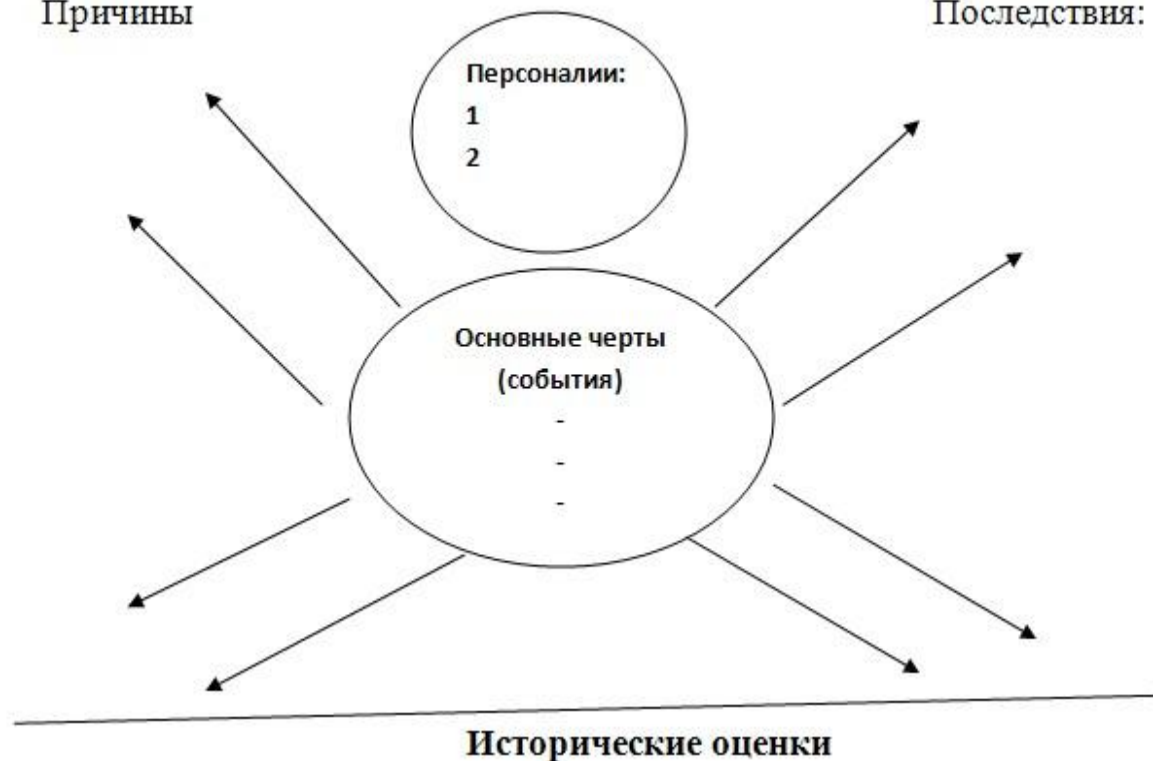 Причины
Последствия:
Персоналии:
1
2
Основные черты
(события)
-
-
-
Исторические оценки